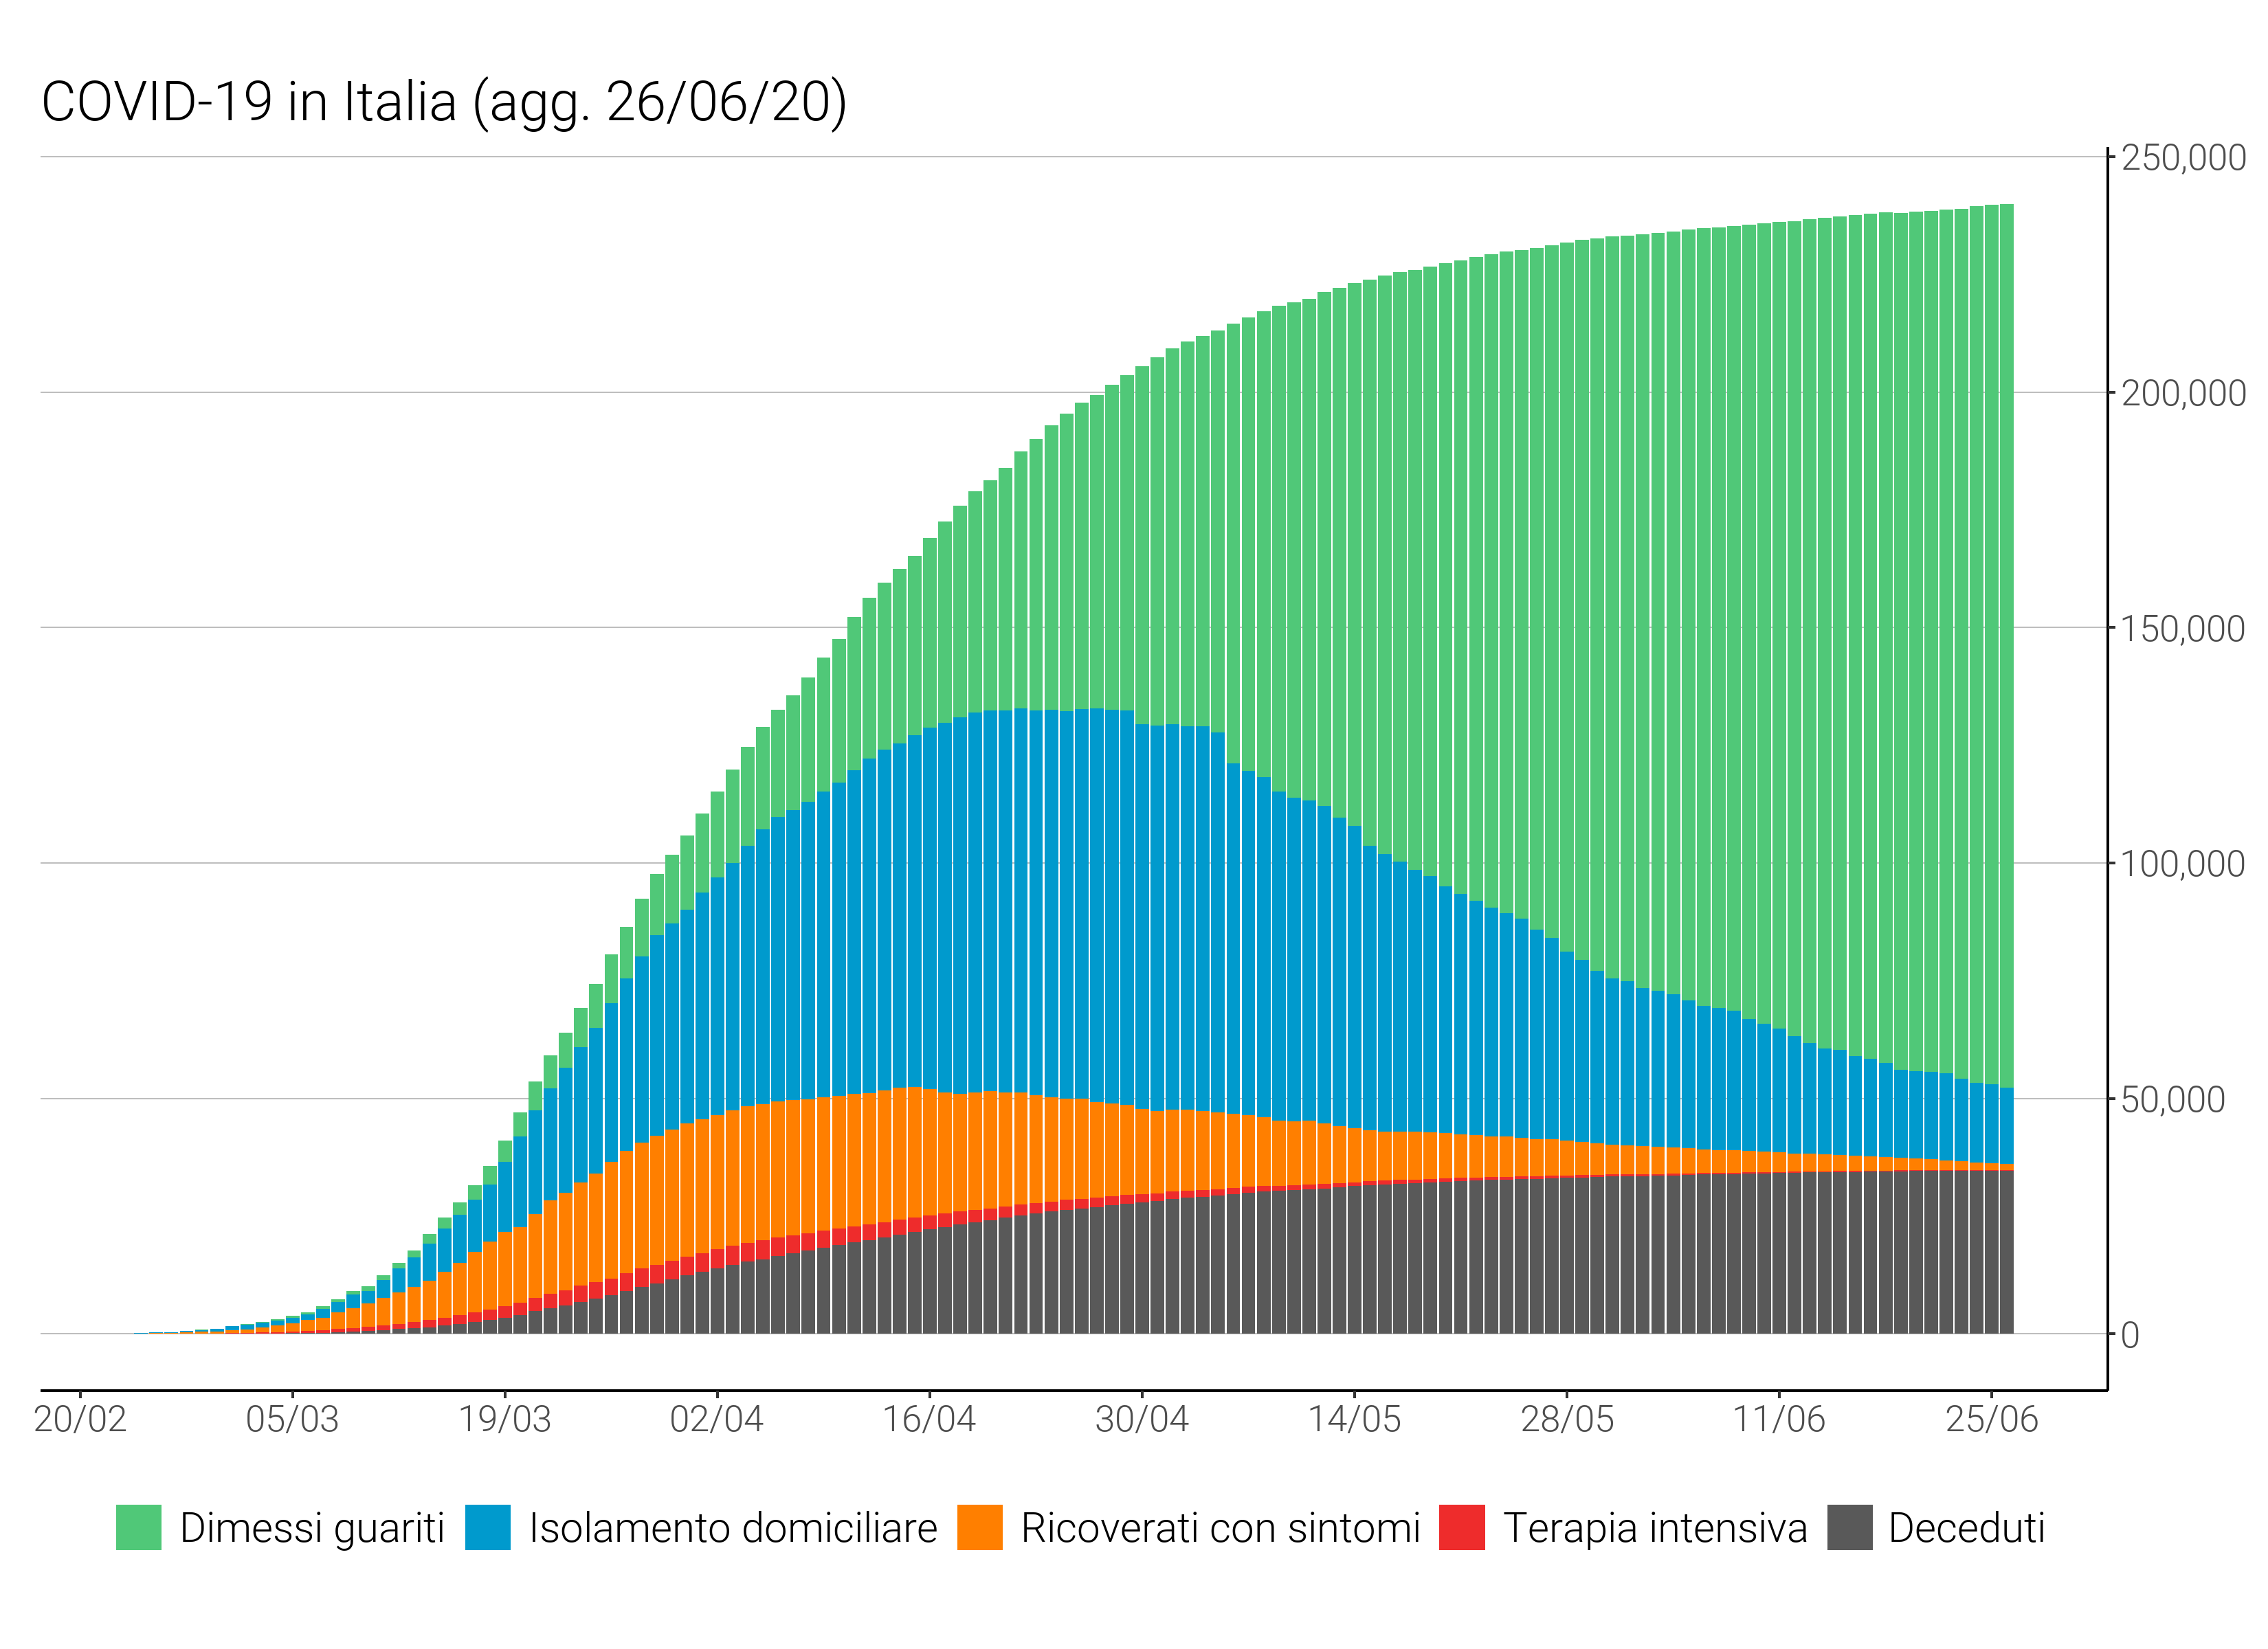 COVID-19 in Italia (agg. 26/06/20)
250,000
200,000
150,000
100,000
50,000
0
20/02 05/03 19/03 02/04 16/04 30/04 14/05 28/05 11/06 25/06
Dimessi guariti Isolamento domiciliare Ricoverati con sintomi Terapia intensiva Deceduti